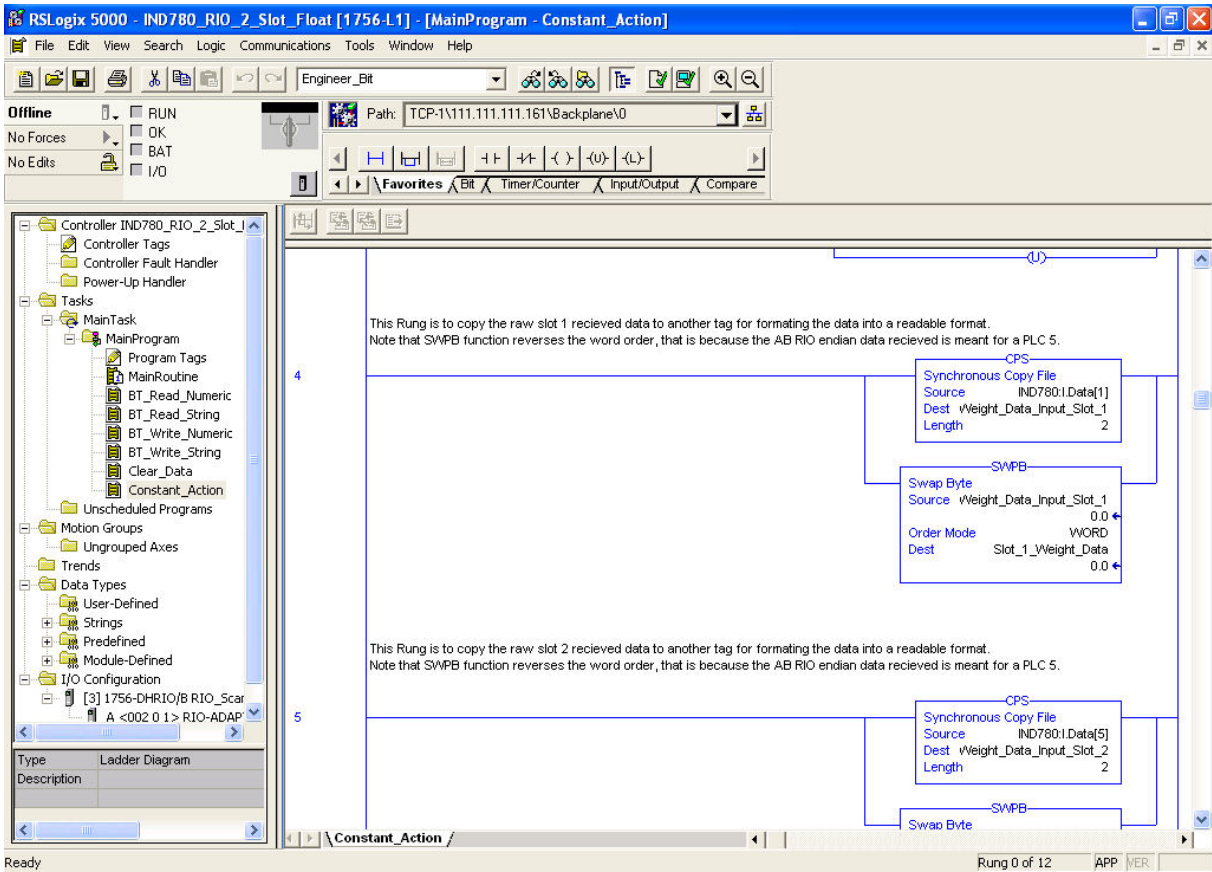 RSLogix 5000 - IND780_RIO_2_Slot_Float [1756-L1] - [MainProgram - Constant_Action]
File Edit View Search Logic Communications Tools Window Help
Engineer_Bit
Offline
RUN
No Forces
OK
BAT
No Edits
I/O
Path: TCP-1\111.111.111.161\Backplane\0
Favorites Bit Timer/Counter Input/Output Compare
Controller IND780_RIO_2_Slot_
Controller Tags
Controller Fault Handler
Power-Up Handler
Tasks
MainTask
MainProgram
Program Tags
MainRoutine
BT_Read_Numeric
BT_Read_String
BT_Write_Numeric
BT_Write_String
Clear_Data
Constant_Action
Unscheduled Programs
Motion Groups
Ungrouped Axes
Trends
Data Types
User-Defined
Strings
Predefined
Module-Defined
I/O Configuration
[3] 1756-DHRIO/B RIO_Scar
A <002 0 1> RIO-ADAP
Type Ladder Diagram
Description
(U)
This Rung is to copy the raw slot 1 recieved data to another tag for formating the data into a readable format.
Note that SWPB function reverses the word order, that is because the AB RIO endian data recieved is meant for a PLC 5.
4
CPS
Synchronous Copy File
Source IND780:I.Data[1]
Dest Weight_Data_Input_Slot_1
Length 2
SWPB
Swap Byte
Source Weight_Data_Input_Slot_1
0.0
Order Mode WORD
Dest Slot_1_Weight_Data
0.0
This Rung is to copy the raw slot 2 recieved data to another tag for formating the data into a readable format.
Note that SWPB function reverses the word order, that is because the AB RIO endian data recieved is meant for a PLC 5.
5
CPS
Synchronous Copy File
Source IND780:I.Data[5]
Dest Weight_Data_Input_Slot_2
Length 2
SWPB
Swap Byte
Constant_Action
Ready
Rung 0 of 12 APP VER